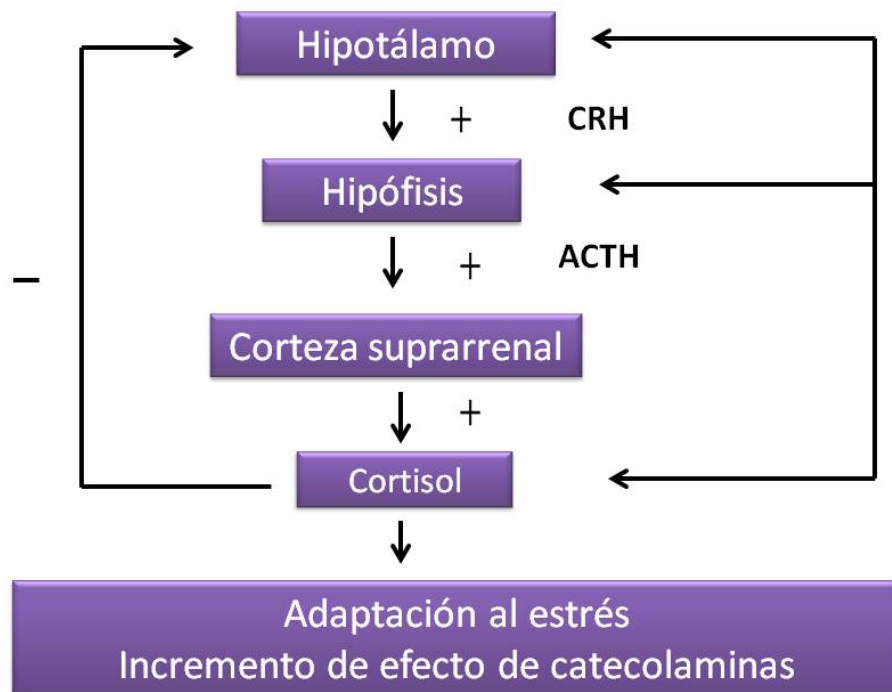 Hipotálamo
+ CRH
Hipófisis
+ ACTH
–
Corteza suprarrenal
+
Cortisol
Adaptación al estrés
Incremento de efecto de catecolaminas